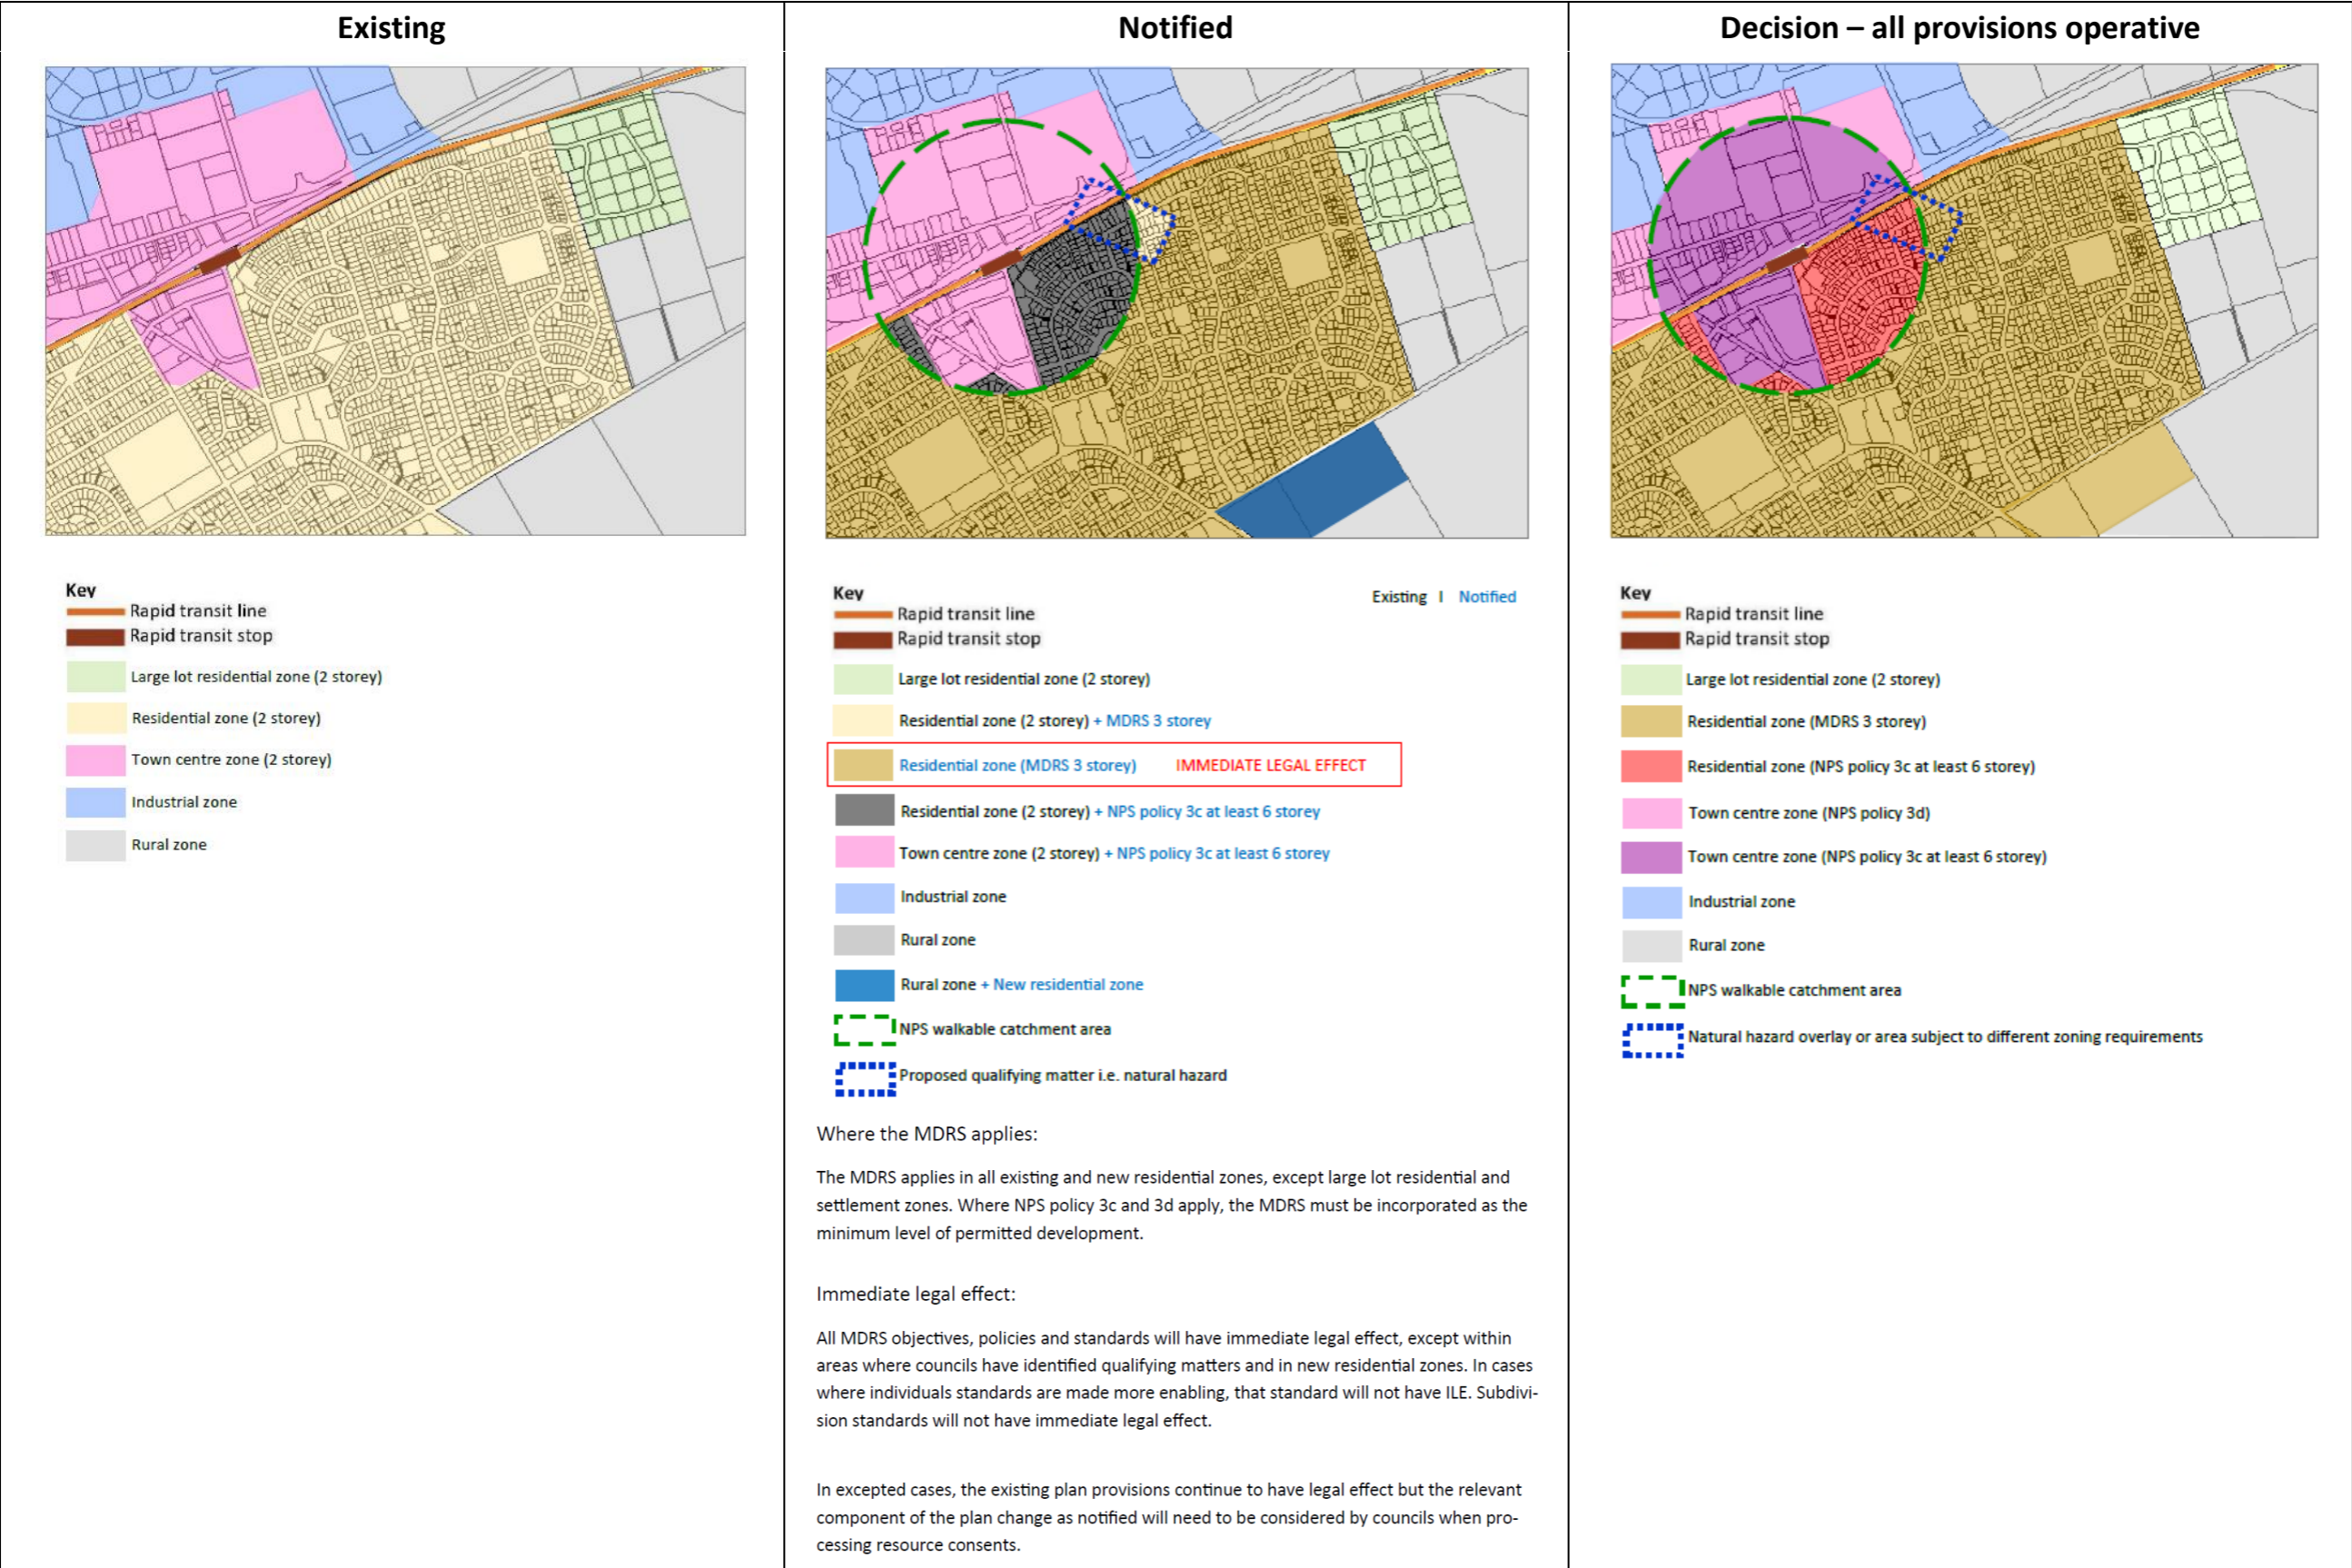 Existing
Key
Rapid transit line
Rapid transit stop
Large lot residential zone (2 storey)
Residential zone (2 storey)
Town centre zone (2 storey)
Industrial zone
Rural zone
Notified
Key
Existing | Notified
Rapid transit line
Rapid transit stop
Large lot residential zone (2 storey)
Residential zone (2 storey) + MDRS 3 storey
Residential zone (MDRS 3 storey) IMMEDIATE LEGAL EFFECT
Residential zone (2 storey) + NPS policy 3c at least 6 storey
Town centre zone (2 storey) + NPS policy 3c at least 6 storey
Industrial zone
Rural zone
Rural zone + New residential zone
NPS walkable catchment area
Proposed qualifying matter i.e. natural hazard
Where the MDRS applies:
The MDRS applies in all existing and new residential zones, except large lot residential and
settlement zones. Where NPS policy 3c and 3d apply, the MDRS must be incorporated as the
minimum level of permitted development.
Immediate legal effect:
All MDRS objectives, policies and standards will have immediate legal effect, except within
areas where councils have identified qualifying matters and in new residential zones. In cases
where individuals standards are made more enabling, that standard will not have ILE. Subdivi-
sion standards will not have immediate legal effect.
In excepted cases, the existing plan provisions continue to have legal effect but the relevant
component of the plan change as notified will need to be considered by councils when pro-
cessing resource consents.
Decision – all provisions operative
Key
Rapid transit line
Rapid transit stop
Large lot residential zone (2 storey)
Residential zone (MDRS 3 storey)
Residential zone (NPS policy 3c at least 6 storey)
Town centre zone (NPS policy 3d)
Town centre zone (NPS policy 3c at least 6 storey)
Industrial zone
Rural zone
NPS walkable catchment area
Natural hazard overlay or area subject to different zoning requirements